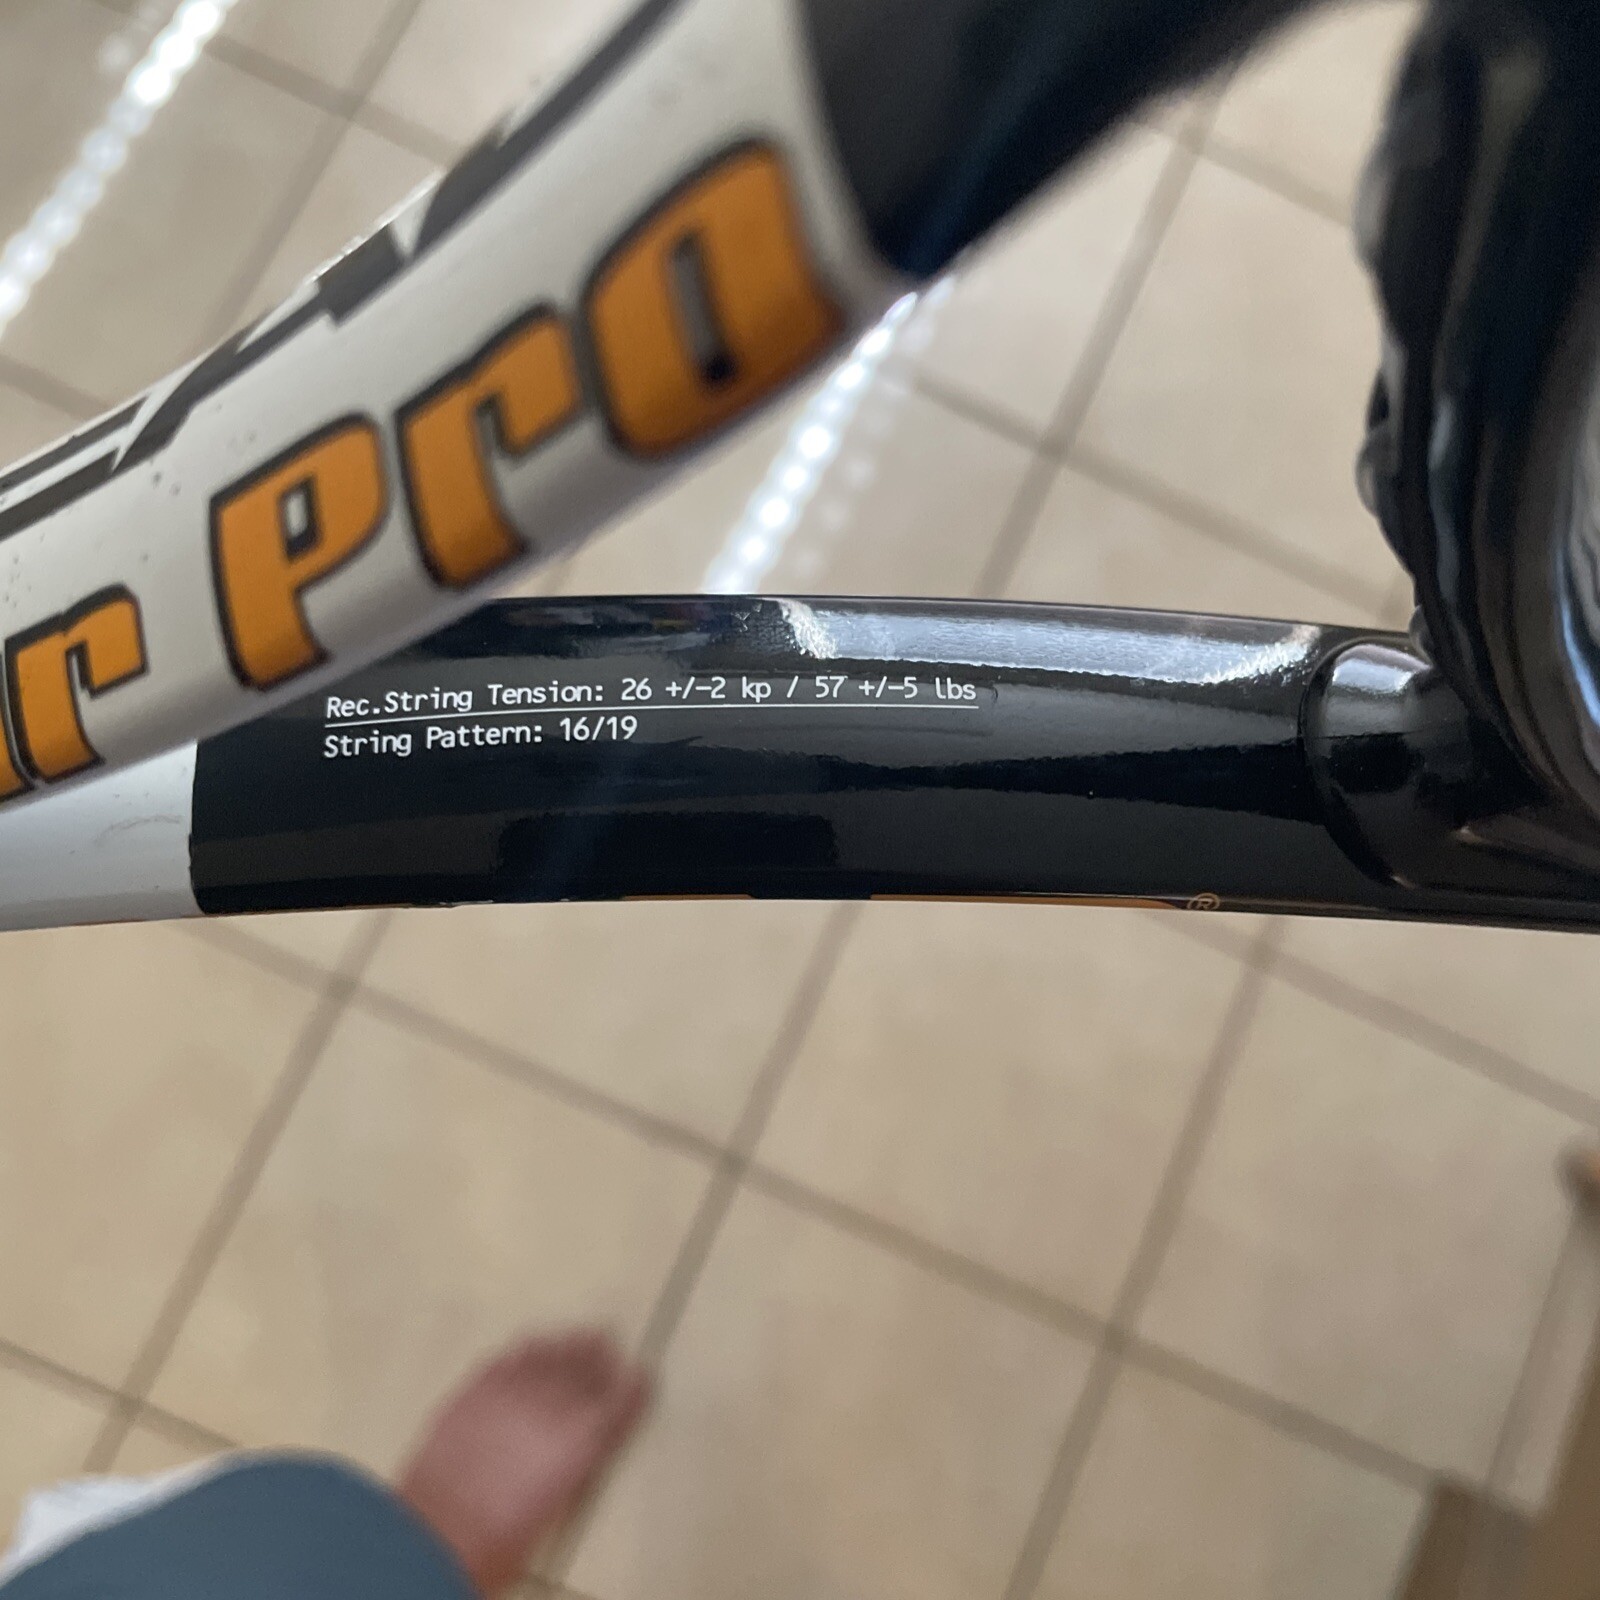 r Pro
Rec.String Tension: 26 +/-2 kp / 57 +/-5 lbs
String Pattern: 16/19
®